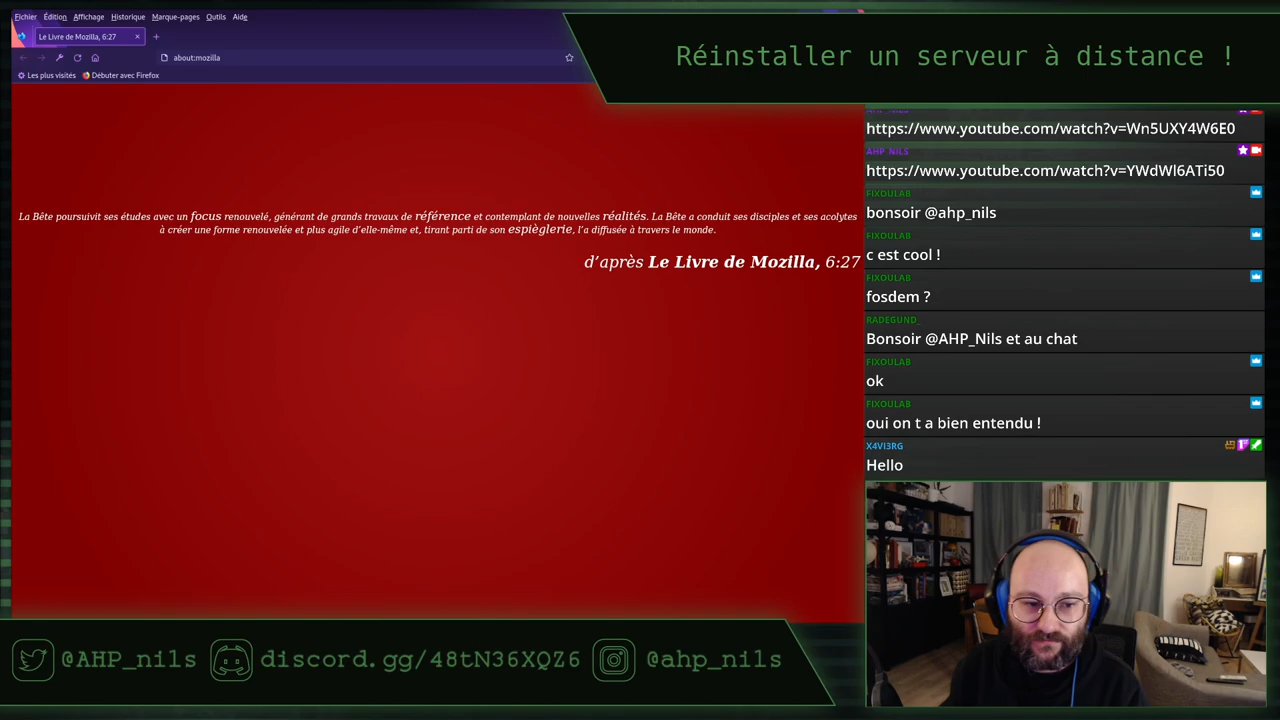 Fichier Édition Affichage Historique Marque-pages Outils Aide
Le Livre de Mozilla, 6:27
about:mozilla
Les plus visités Débuter avec Firefox
Réinstaller un serveur à distance !
La Bête poursuivit ses études avec un focus renouvelé, générant de grands travaux de référence et contemplant de nouvelles réalités. La Bête a conduit ses disciples et ses acolytes
à créer une forme renouvelée et plus agile d’elle-même et, tirant parti de son espièglerie, l’a diffusée à travers le monde.
d’après Le Livre de Mozilla, 6:27
https://www.youtube.com/watch?v=Wn5UXY4W6E0
AHP_NILS
https://www.youtube.com/watch?v=YWdWl6ATi50
FIXOULAB
bonsoir @ahp_nils
FIXOULAB
c est cool !
FIXOULAB
fosdem ?
RADEGUND_
Bonsoir @AHP_Nils et au chat
FIXOULAB
ok
FIXOULAB
oui on t a bien entendu !
X4VI3RG
Hello
@AHP_nils discord.gg/48tN36XQZ6 @ahp_nils